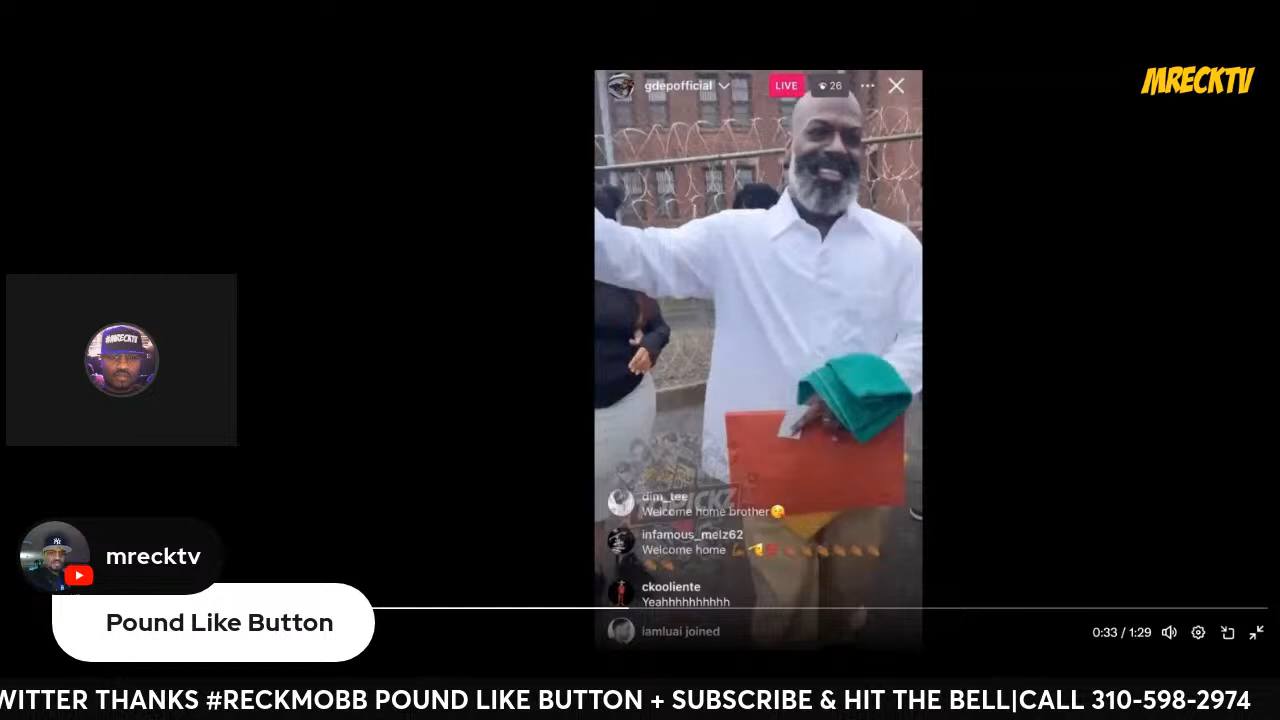 gdepofficial
LIVE
26
MRECKTV
#MRECKTV
dim_tee
Welcome home brother
infamous_melz62
Welcome home
ckooliente
Yeahhhhhhhhhh
iamluai joined
mrecktv
Pound Like Button
0:33 / 1:29
WITTER THANKS #RECKMOBB POUND LIKE BUTTON + SUBSCRIBE & HIT THE BELL|CALL 310-598-2974